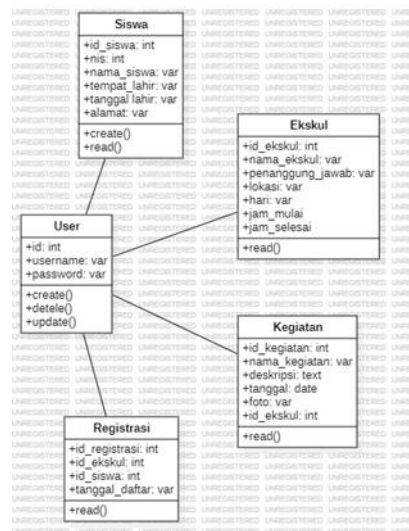 Siswa
+id_siswa: int
+nis: int
+nama_siswa: var
+tempat_lahir: var
+tanggal lahir: var
+alamat: var
+create()
+read()
Ekskul
+id_ekskul: int
+nama_ekskul: var
+penanggung_jawab: var
+lokasi: var
+hari: var
+jam_mulai
+jam_selesai
+read()
User
+id: int
+username: var
+password: var
+create()
+detele()
+update()
Kegiatan
+id_kegiatan: int
+nama_kegiatan: var
+deskripsi: text
+tanggal: date
+foto: var
+id_ekskul: int
+read()
Registrasi
+id_registrasi: int
+id_ekskul: int
+id_siswa: int
+tanggal_daftar: var
+read()
UNREGISTERED